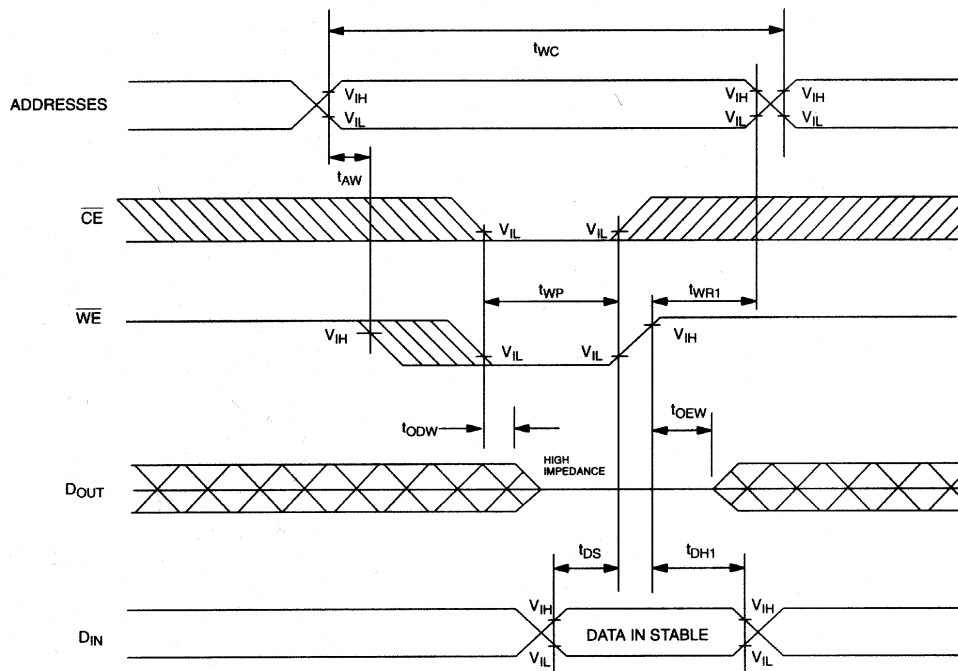 tWC
ADDRESSES
VIH
VIL
VIH
VIL
VIH
VIL
tAW
CE
VIL
VIL
tWP
tWR1
WE
VIH
VIL
VIL
VIH
tODW
tOEW
HIGH
IMPEDANCE
DOUT
tDS
tDH1
VIH
VIH
DIN
DATA IN STABLE
VIL
VIL